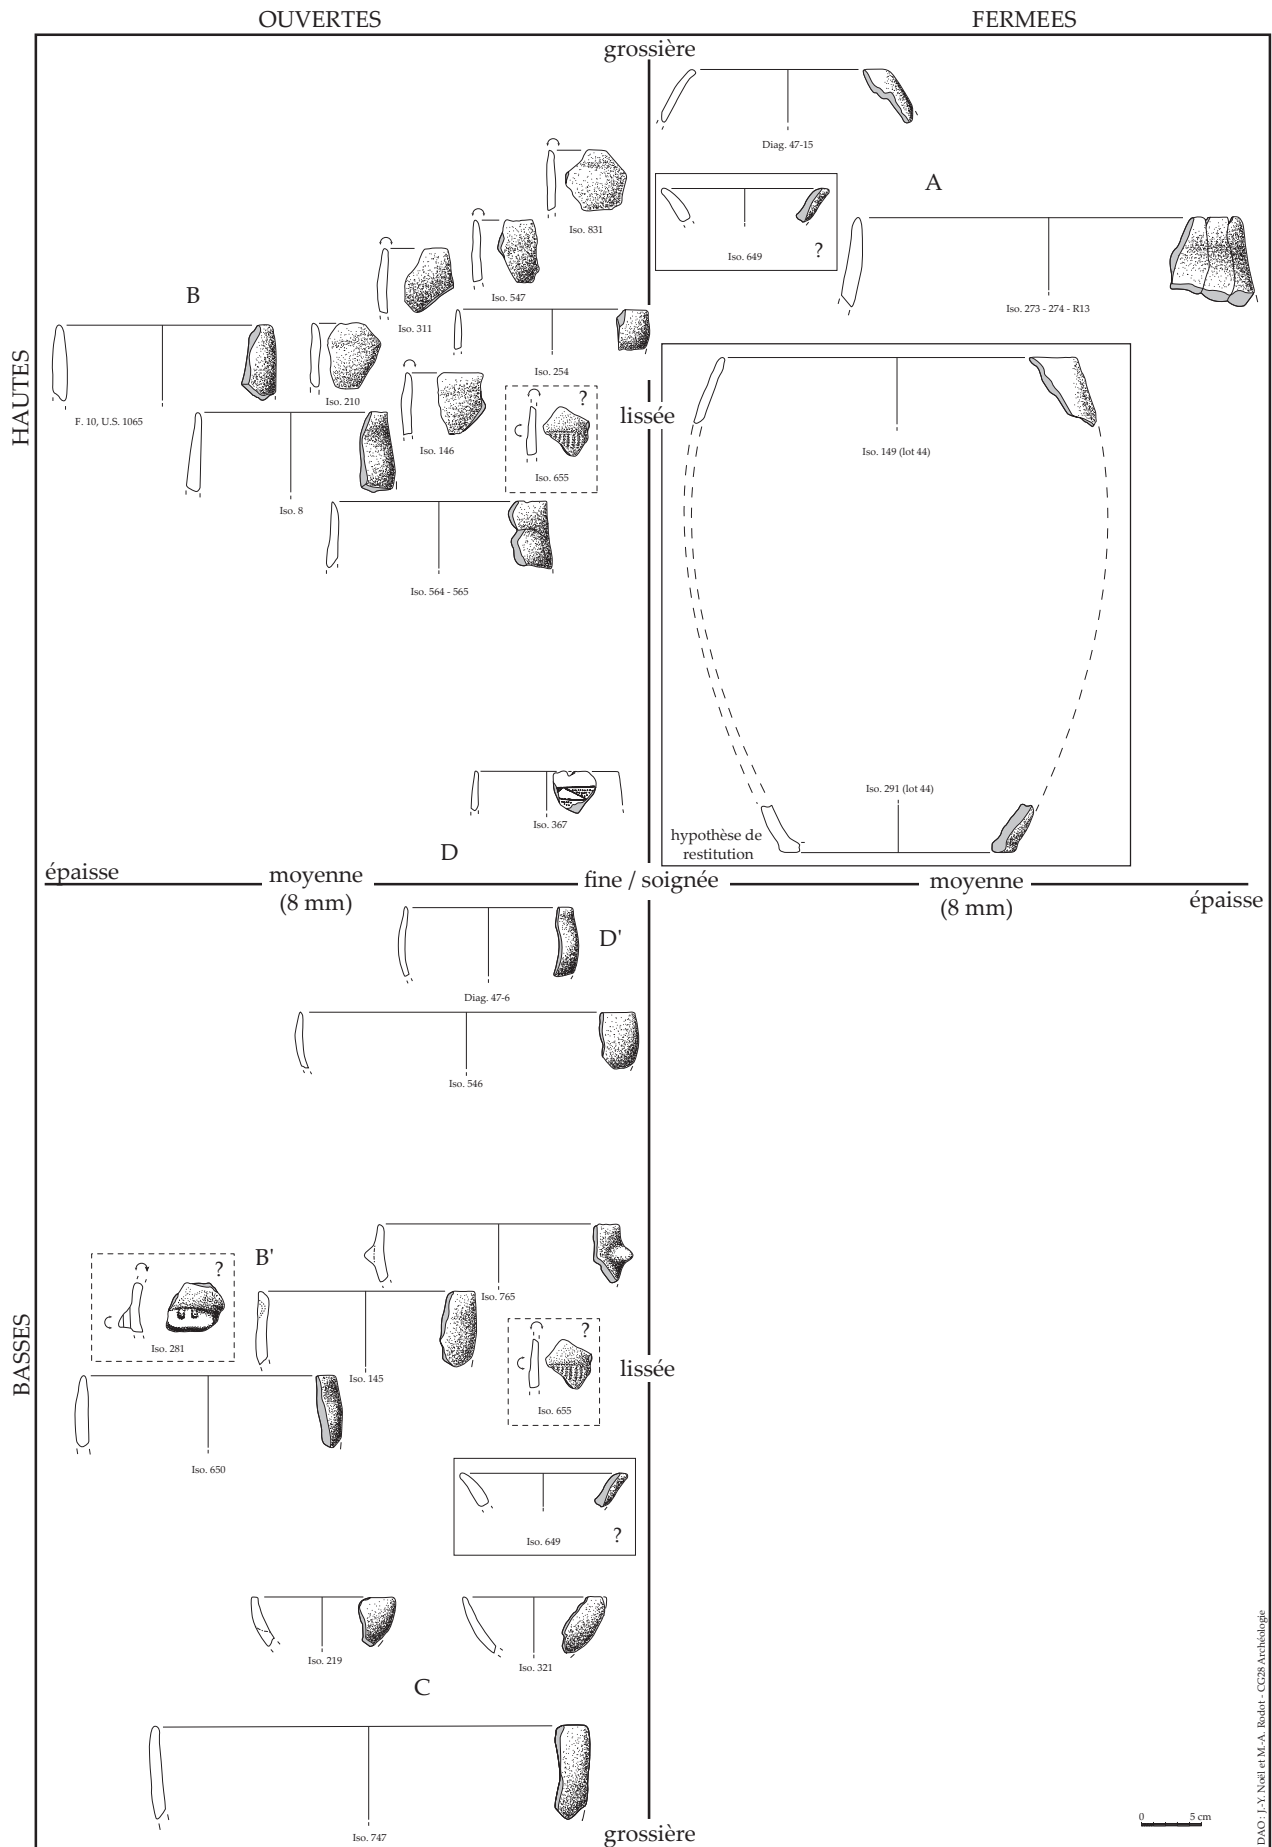 OUVERTES
FERMEES
grossière
Diag. 47-15
A
Iso. 831
Iso. 649
?
Iso. 547
B
Iso. 273 - 274 - R13
Iso. 311
Iso. 254
Iso. 210
F. 10, U.S. 1065
HAUTES
?
lissée
Iso. 146
Iso. 149 (lot 44)
Iso. 655
Iso. 8
Iso. 564 - 565
Iso. 291 (lot 44)
Iso. 367
hypothèse de
restitution
D
épaisse
moyenne
(8 mm)
fine / soignée
moyenne
(8 mm)
épaisse
D'
Diag. 47-6
Iso. 546
B'
?
Iso. 765
Iso. 281
?
BASSES
lissée
Iso. 145
Iso. 655
Iso. 650
Iso. 649
?
Iso. 219
Iso. 321
C
Iso. 747
grossière
0 5 cm
DAO : J.-Y. Noël et M.-A. Rodot - CG28 Archéologie